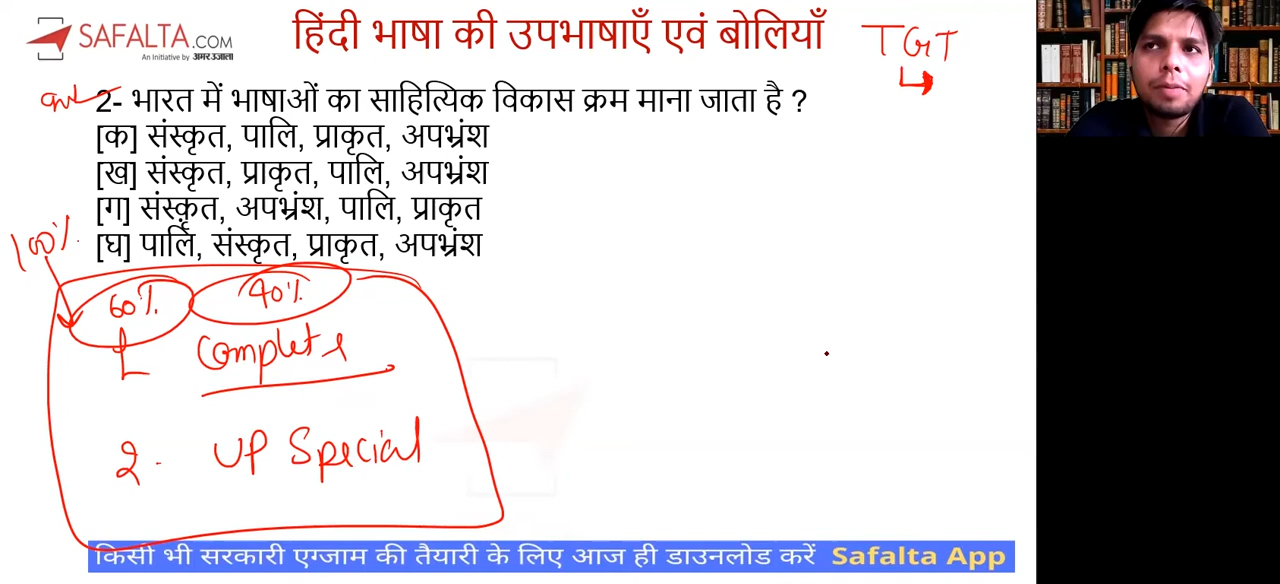 SAFALTA.COM
An Initiative by अमर उजाला
हिंदी भाषा की उपभाषाएँ एवं बोलियाँ
TGT
2- भारत में भाषाओं का साहित्यिक विकास क्रम माना जाता है ?
[क] संस्कृत, पालि, प्राकृत, अपभ्रंश
[ख] संस्कृत, प्राकृत, पालि, अपभ्रंश
[ग] संस्कृत, अपभ्रंश, पालि, प्राकृत
[घ] पालि, संस्कृत, प्राकृत, अपभ्रंश
100%
60% 40%
Complete
2. UP Special
किसी भी सरकारी एग्जाम की तैयारी के लिए आज ही डाउनलोड करें Safalta App